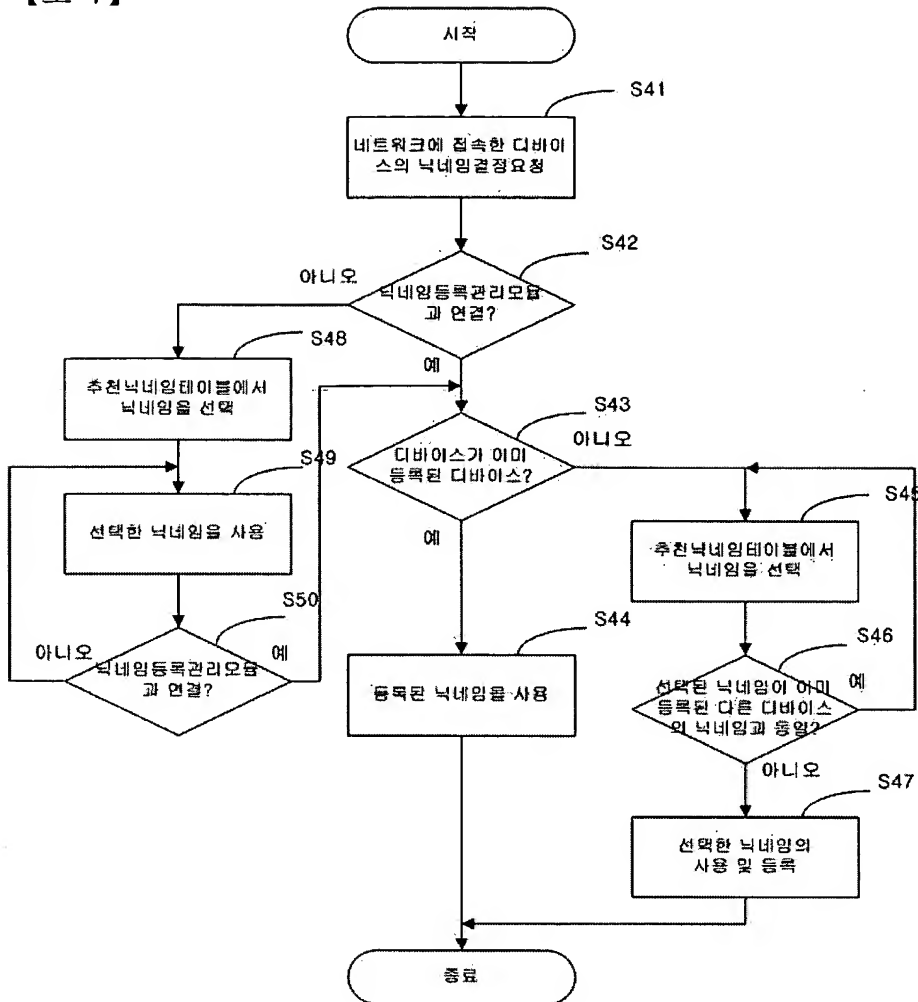 시작
S41
네트워크에 접속한 디바이
스의 닉네임결정요청
S42
아니오
닉네임등록관리모듈
과 연결?
예
S48
추천닉네임테이블에서
닉네임을 선택
S43
아니오
디바이스가 이미
등록된 디바이스?
예
S49
선택한 닉네임을 사용
S45
추천닉네임테이블에서
닉네임을 선택
S50
아니오
예
닉네임등록관리모듈
과 연결?
S44
등록된 닉네임을 사용
S46
예
선택된 닉네임이 이미
등록된 다른 디바이스
의 닉네임과 동일?
아니오
S47
선택한 닉네임의
사용 및 등록
종료